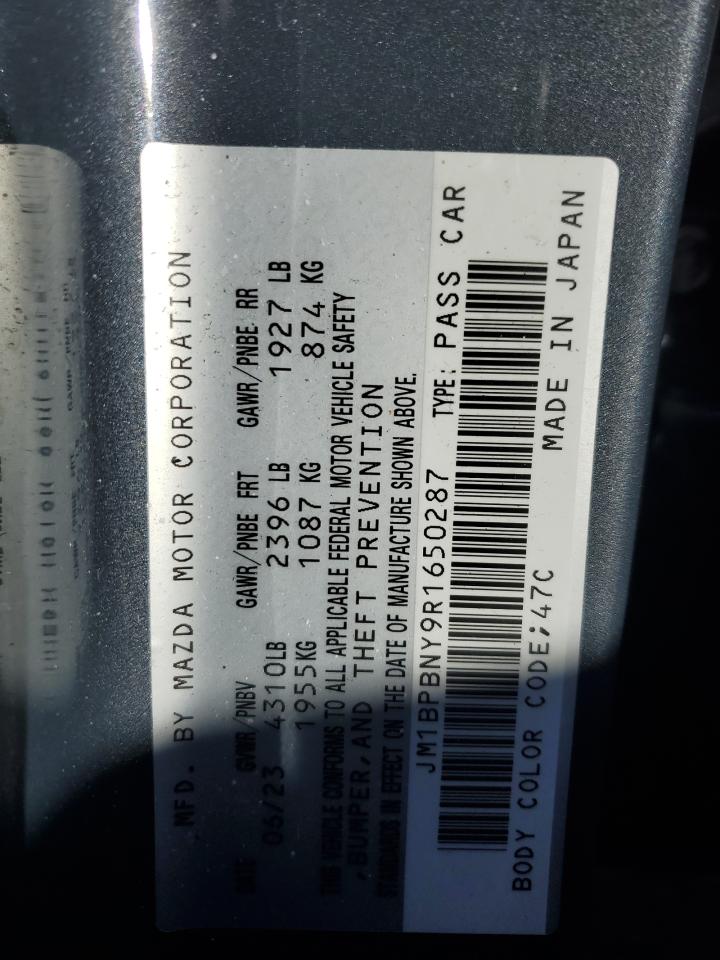 MFD. BY MAZDA MOTOR CORPORATION
DATE GVWR/PNBV GAWR/PNBE FRT GAWR/PNBE RR
06/23 4310LB 2396 LB 1927 LB
1955KG 1087 KG 874 KG
THIS VEHICLE CONFORMS TO ALL APPLICABLE FEDERAL MOTOR VEHICLE SAFETY
,BUMPER,AND THEFT PREVENTION
STANDARDS IN EFFECT ON THE DATE OF MANUFACTURE SHOWN ABOVE.
JM1BPBNY9R1650287 TYPE: PASS CAR
BODY COLOR CODE;47C MADE IN JAPAN